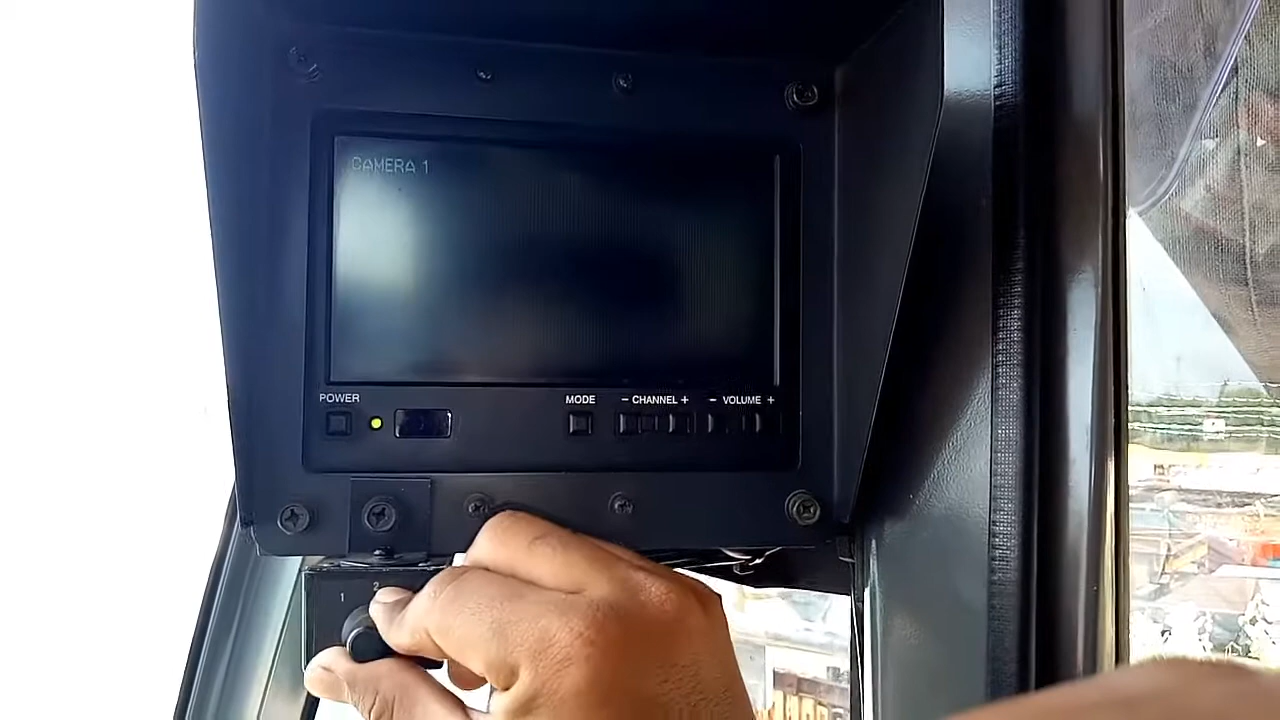 CAMERA 1
POWER
MODE
− CHANNEL +
− VOLUME +
2
1